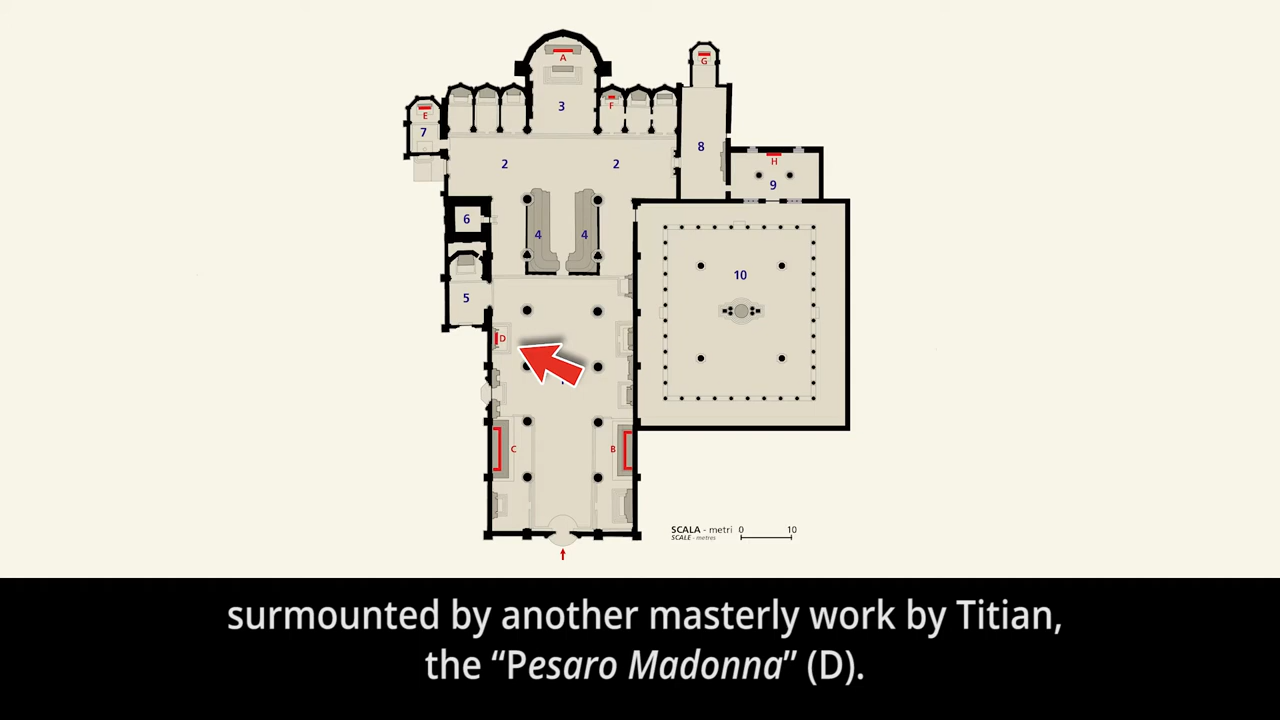 A
G
E
F
3
7
8
H
2
2
9
6
4
4
10
5
D
C
B
SCALA - metri 0 10
SCALE - metres
surmounted by another masterly work by Titian,
the “Pesaro Madonna” (D).